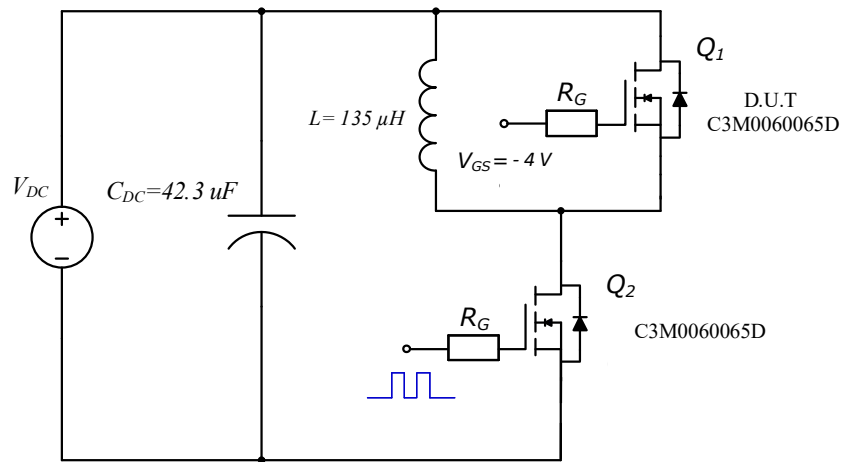 Q1
RG
D.U.T
C3M0060065D
L= 135 μH
VGS = - 4 V
VDC
CDC=42.3 uF
+
−
Q2
RG
C3M0060065D